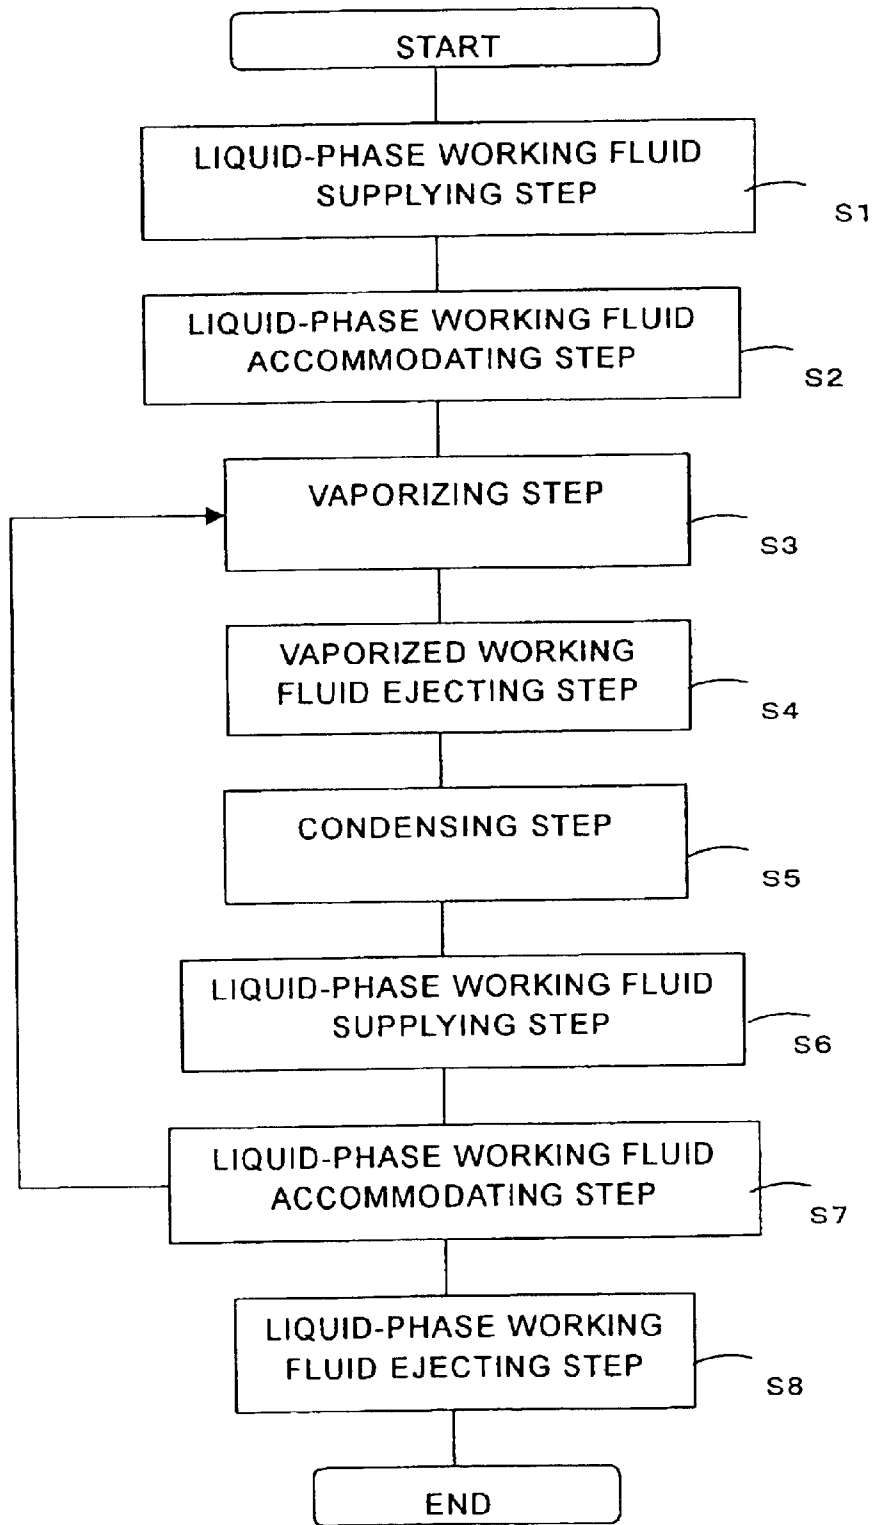 START
LIQUID-PHASE WORKING FLUID
SUPPLYING STEP
S1
LIQUID-PHASE WORKING FLUID
ACCOMMODATING STEP
S2
VAPORIZING STEP
S3
VAPORIZED WORKING
FLUID EJECTING STEP
S4
CONDENSING STEP
S5
LIQUID-PHASE WORKING FLUID
SUPPLYING STEP
S6
LIQUID-PHASE WORKING FLUID
ACCOMMODATING STEP
S7
LIQUID-PHASE WORKING
FLUID EJECTING STEP
S8
END